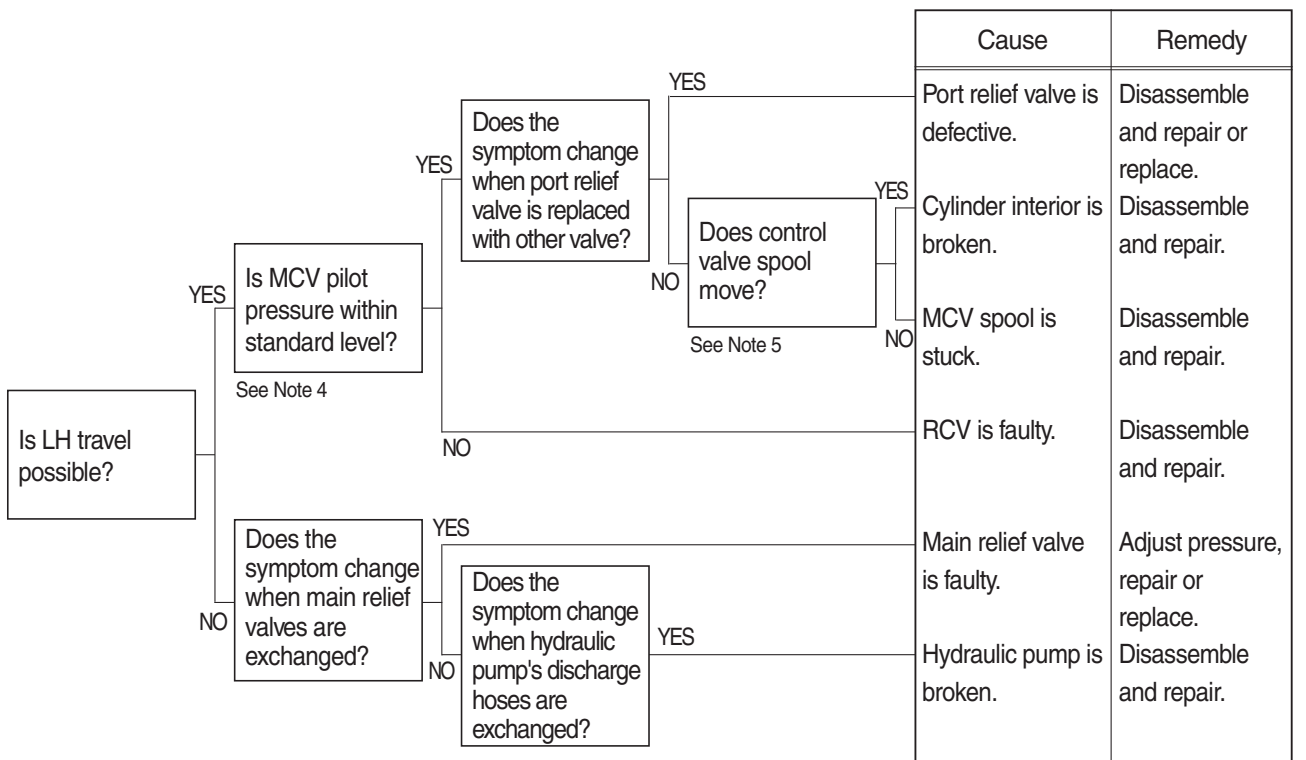 Cause
Remedy
YES
Port relief valve is
defective.
Disassemble
and repair or
replace.
Does the
symptom change
when port relief
valve is replaced
with other valve?
YES
YES
Cylinder interior is
broken.
Disassemble
and repair.
Does control
valve spool
move?
NO
See Note 5
NO
MCV spool is
stuck.
Disassemble
and repair.
YES
Is MCV pilot
pressure within
standard level?
See Note 4
NO
RCV is faulty.
Disassemble
and repair.
Is LH travel
possible?
NO
Does the
symptom change
when main relief
valves are
exchanged?
YES
Main relief valve
is faulty.
Adjust pressure,
repair or
replace.
NO
Does the
symptom change
when hydraulic
pump's discharge
hoses are
exchanged?
YES
Hydraulic pump is
broken.
Disassemble
and repair.